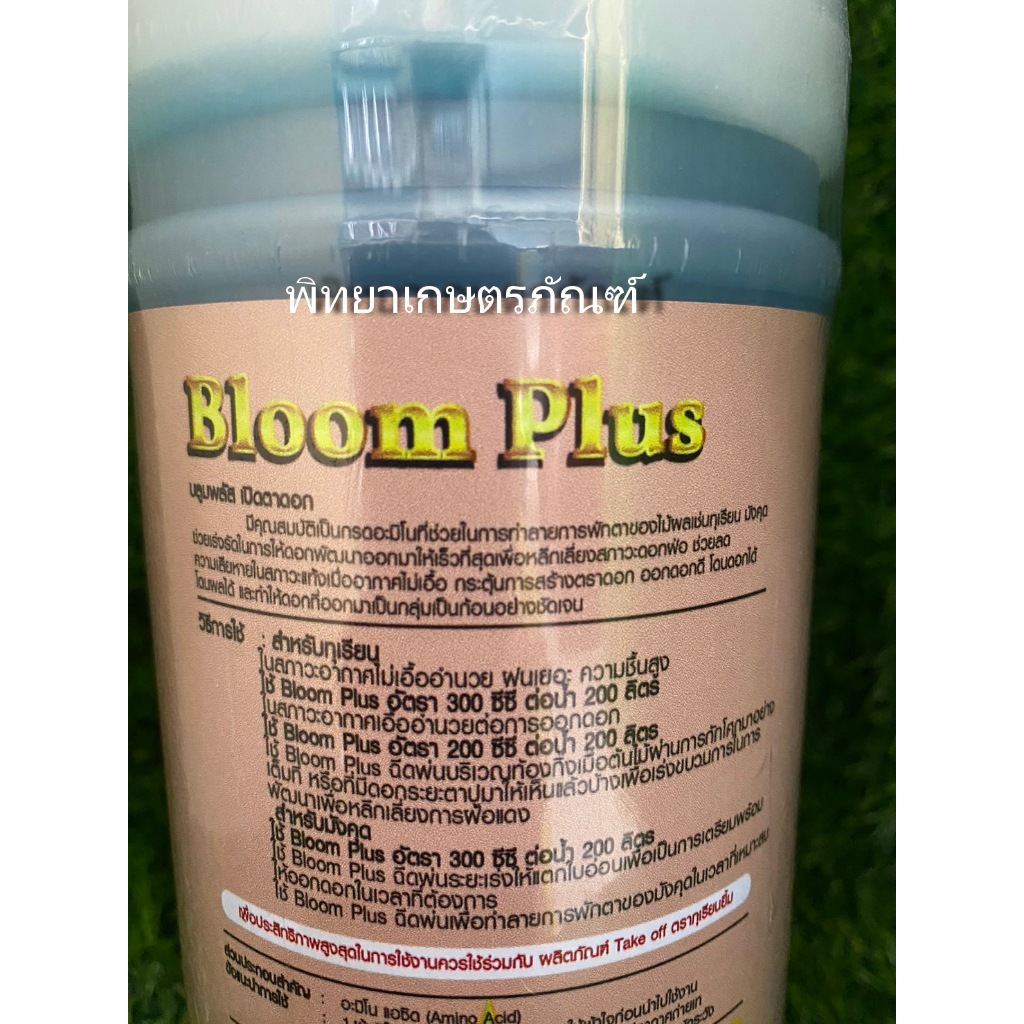 พิทยาเกษตรภัณฑ์
Bloom Plus
บลูมพลัส เปิดตาดอก
มีคุณสมบัติเป็นกรดอะมิโนที่ช่วยในการทำลายการพักตาของไม้ผลเช่นทุเรียน มังคุด
ช่วยเร่งรัดในการให้ดอกพัฒนาออกมาให้เร็วที่สุดเพื่อหลีกเลี่ยงสภาวะดอกฝ่อ ช่วยลด
ความเสียหายในสภาวะแท้งเมื่ออากาศไม่เอื้อ กระตุ้นการสร้างตราดอก ออกดอกดี โดนดอกได้
โดนผลได้ และทำให้ดอกที่ออกมาเป็นกลุ่มเป็นก้อนอย่างชัดเจน
วิธีการใช้ : สำหรับทุเรียน
ในสภาวะอากาศไม่เอื้ออำนวย ฝนเยอะ ความชื้นสูง
ใช้ Bloom Plus อัตรา 300 ซีซี ต่อน้ำ 200 ลิตร
ในสภาวะอากาศเอื้ออำนวยต่อการออกดอก
ใช้ Bloom Plus อัตรา 200 ซีซี ต่อน้ำ 200 ลิตร
ใช้ Bloom Plus ฉีดพ่นบริเวณท้องกิ่งเมื่อต้นไม้ผ่านการกักโศกมาอย่าง
เต็มที่ หรือที่มีดอกระยะตาปูมาให้เห็นแล้วบ้างเพื่อเร่งขบวนการในการ
พัฒนาเพื่อหลีกเลี่ยงการฝ่อแดง
สำหรับมังคุด
ใช้ Bloom Plus อัตรา 300 ซีซี ต่อน้ำ 200 ลิตร
ใช้ Bloom Plus ฉีดพ่นระยะเร่งให้แตกใบอ่อนเพื่อเป็นการเตรียมพร้อม
ให้ออกดอกในเวลาที่ต้องการ
ใช้ Bloom Plus ฉีดพ่นเพื่อทำลายการพักตาของมังคุดในเวลาที่เหมาะสม
เพื่อประสิทธิภาพสูงสุดในการใช้งานควรใช้ร่วมกับ ผลิตภัณฑ์ Take off ตราทุเรียนยิ้ม
ส่วนประกอบสำคัญ : อะมิโน แอซิด (Amino Acid)
ข้อแนะนำการใช้ : ให้เข้าใจก่อนนำไปใช้งาน